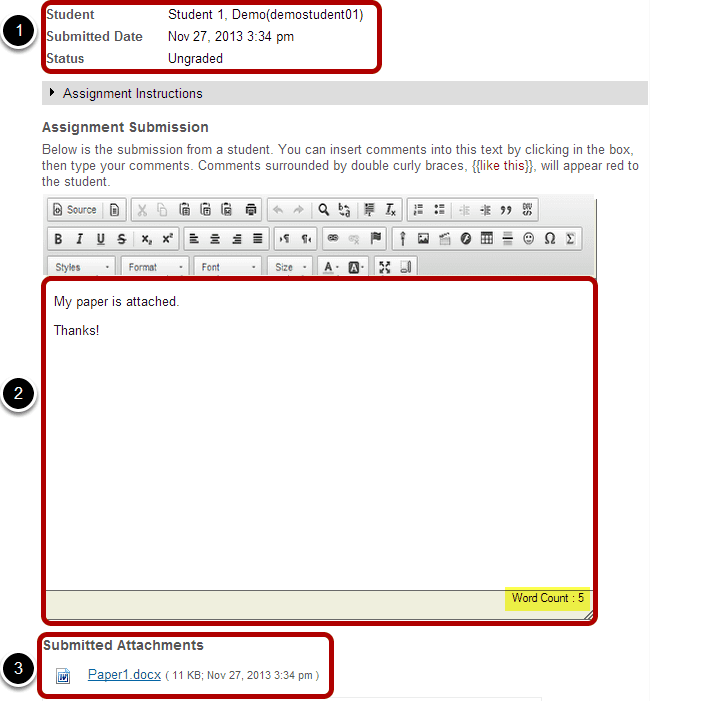 1
Student Student 1, Demo(demostudent01)
Submitted Date Nov 27, 2013 3:34 pm
Status Ungraded
Assignment Instructions
Assignment Submission
Below is the submission from a student. You can insert comments into this text by clicking in the box,
then type your comments. Comments surrounded by double curly braces, {{like this}}, will appear red to
the student.
Source
B I U S X₂ X²
Styles Format Font Size A A
My paper is attached.
Thanks!
2
Word Count : 5
Submitted Attachments
3
Paper1.docx ( 11 KB; Nov 27, 2013 3:34 pm )